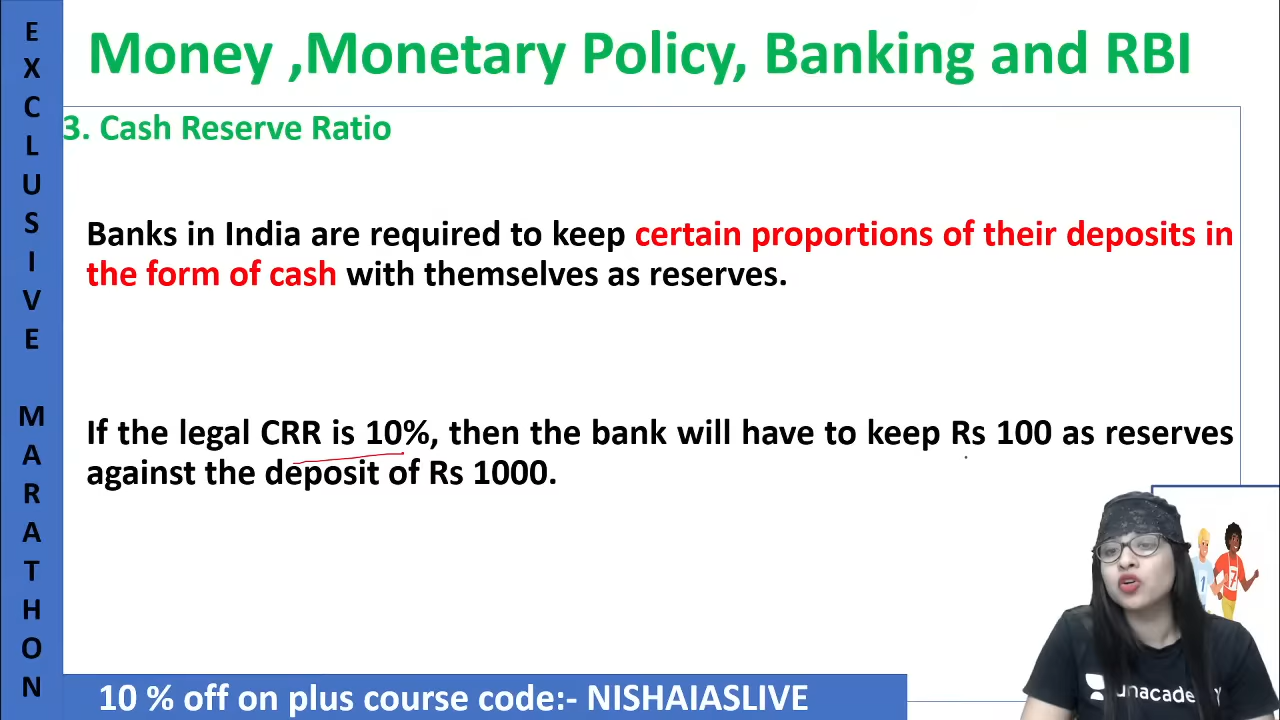 EXCLUSIVE MARATHON
Money ,Monetary Policy, Banking and RBI
3. Cash Reserve Ratio
Banks in India are required to keep certain proportions of their deposits in
the form of cash with themselves as reserves.
If the legal CRR is 10%, then the bank will have to keep Rs 100 as reserves
against the deposit of Rs 1000.
1
7
unacademy
10 % off on plus course code:- NISHAIASLIVE